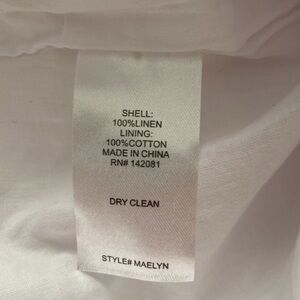 SHELL:
100%LINEN
LINING:
100%COTTON
MADE IN CHINA
RN# 142081
DRY CLEAN
STYLE# MAELYN